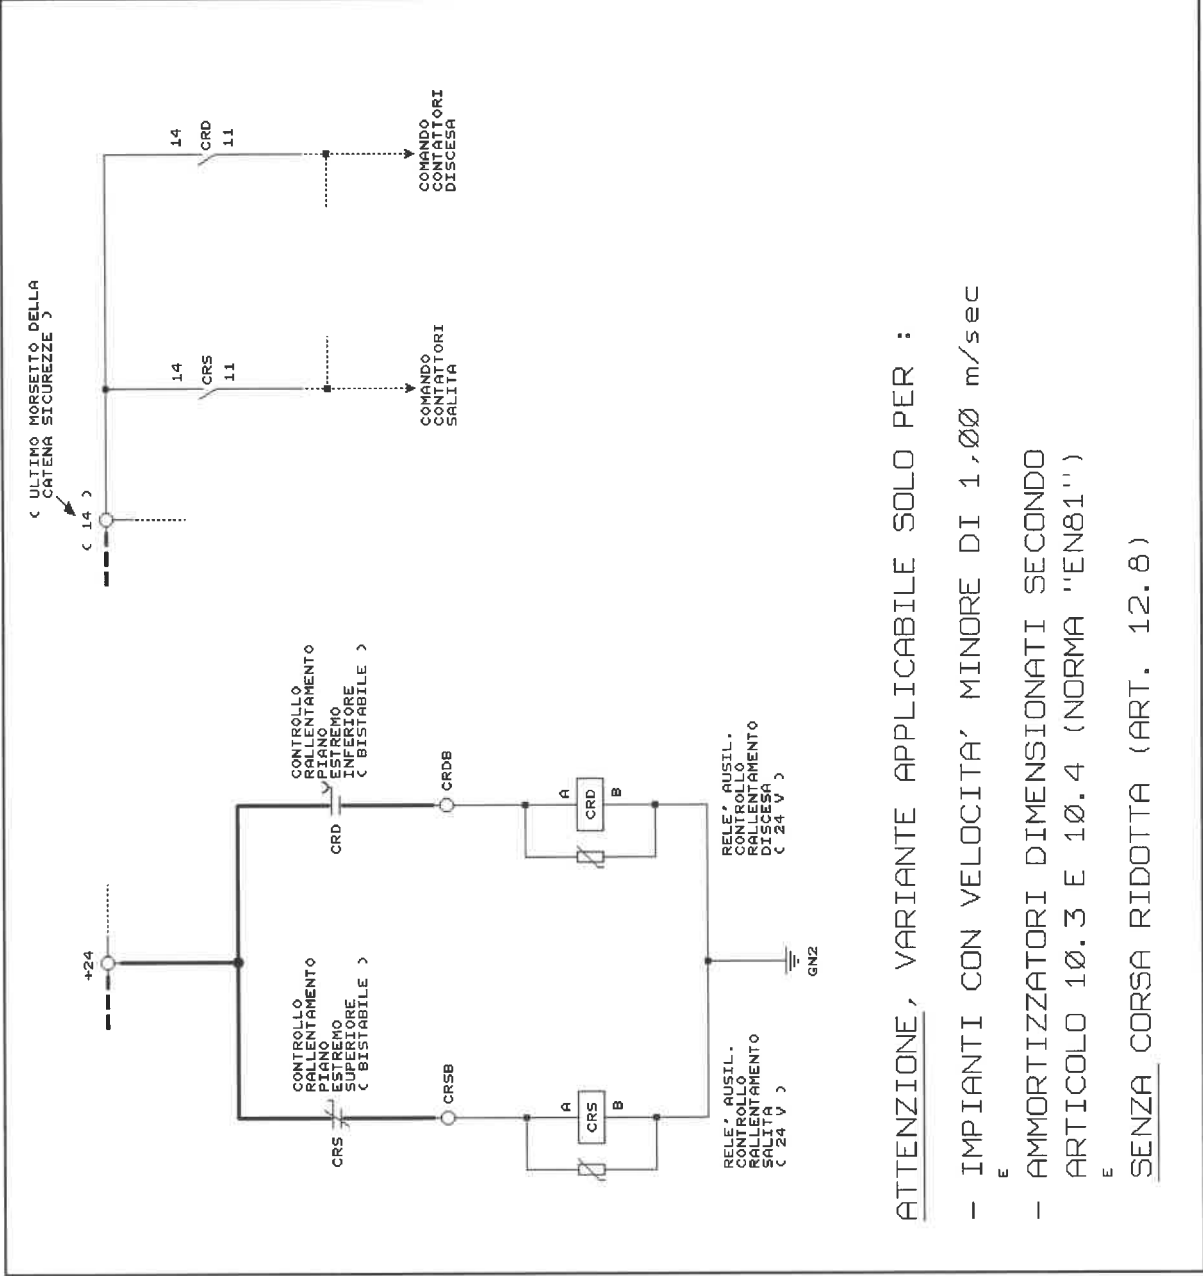 +24
CONTROLLO
RALLENTAMENTO
PIANO
ESTREMO
SUPERIORE
( BISTABILE )
CRS
CRSB
A
CRS
B
RELE' AUSIL.
CONTROLLO
RALLENTAMENTO
SALITA
( 24 V )
CONTROLLO
RALLENTAMENTO
PIANO
ESTREMO
INFERIORE
( BISTABILE )
CRD
CRDB
A
CRD
B
RELE' AUSIL.
CONTROLLO
RALLENTAMENTO
DISCESA
( 24 V )
GN2
( ULTIMO MORSETTO DELLA
CATENA SICUREZZE )
( 14 )
14
CRS
11
COMANDO
CONTATTORI
SALITA
14
CRD
11
COMANDO
CONTATTORI
DISCESA
ATTENZIONE, VARIANTE APPLICABILE SOLO PER :
- IMPIANTI CON VELOCITA' MINORE DI 1,00 m/sec
E
- AMMORTIZZATORI DIMENSIONATI SECONDO
ARTICOLO 10.3 E 10.4 (NORMA "EN81")
E
SENZA CORSA RIDOTTA (ART. 12.8)